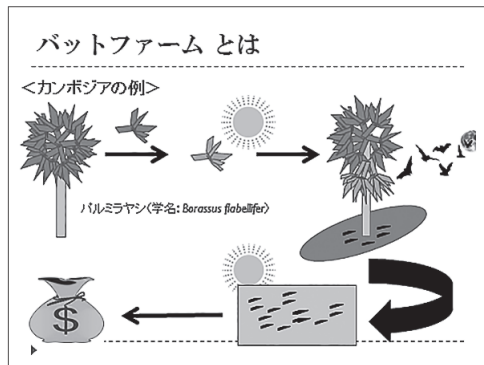 バットファーム とは
<カンボジアの例>
パルミラヤシ(学名: Borassus flabellifer)
$